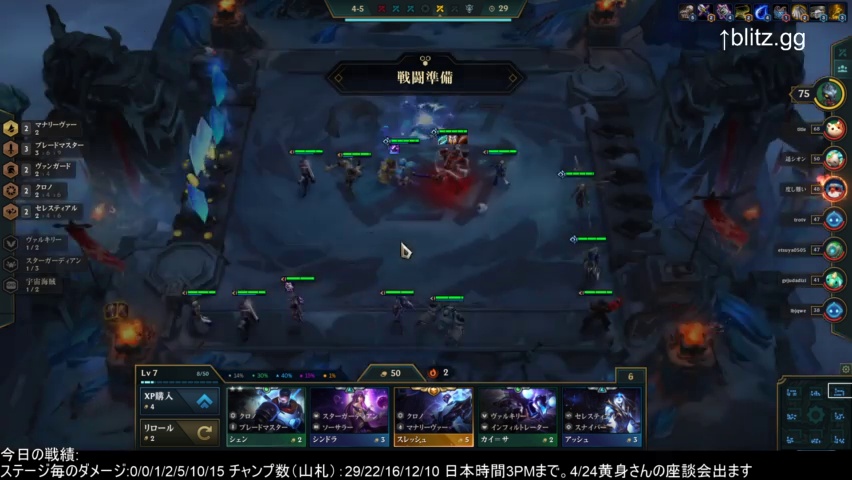 4-5
29
↑blitz.gg
戦闘準備
75
2 マナリーヴァー
2
3 ブレードマスター
2 ヴァンガード
2 クロノ
2 セレスティアル
ヴァルキリー
1/2
スターガーディアン
1/3
宇宙海賊
1/2
Lv 7
50
2
6
XP購入
4
リロール
2
クロノ
ブレードマスター
シェン 2
スターガーディアン
ソーサラー
シンドラ 3
クロノ
マナリーヴァー
スレッシュ 5
ヴァルキリー
インフィルトレーター
カイ=サ 2
セレスティアル
スナイパー
アッシュ 3
今日の戦績:
ステージ毎のダメージ:0/0/1/2/5/10/15 チャンプ数(山札):29/22/16/12/10 日本時間3PMまで。4/24黄身さんの座談会出ます